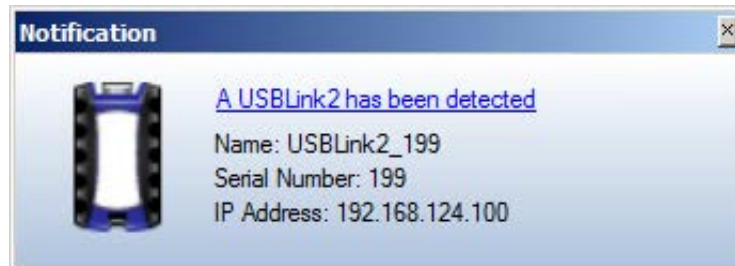 Notification
A USBLink2 has been detected
Name: USBLink2_199
Serial Number: 199
IP Address: 192.168.124.100